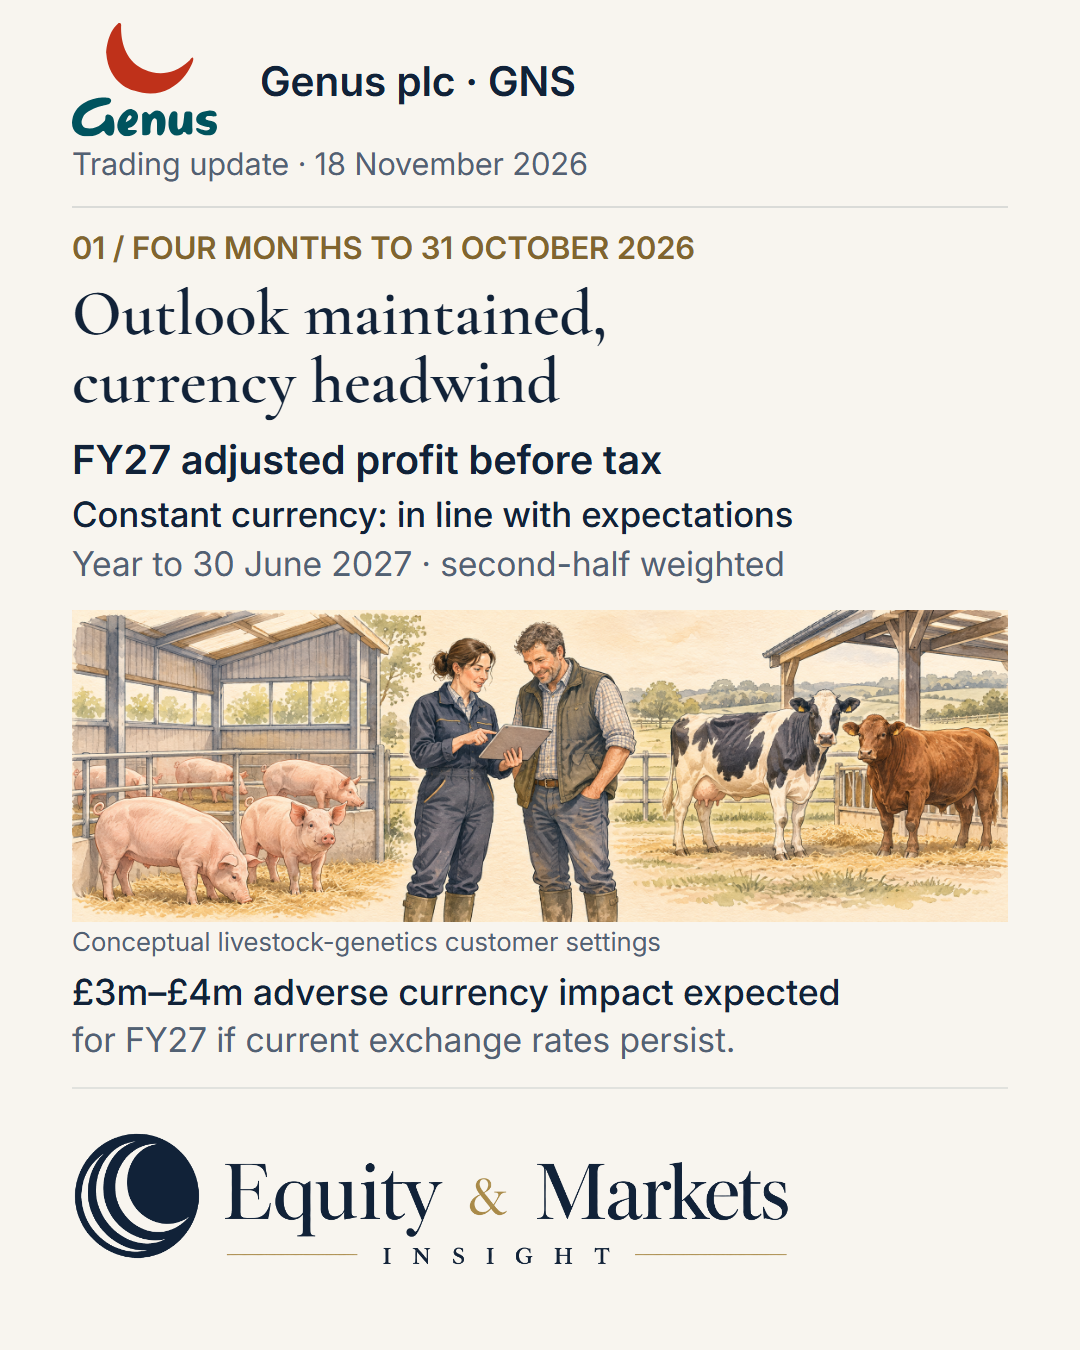 Genus
Genus plc · GNS
Trading update · 18 November 2026
01 / FOUR MONTHS TO 31 OCTOBER 2026
Outlook maintained,
currency headwind
FY27 adjusted profit before tax
Constant currency: in line with expectations
Year to 30 June 2027 · second-half weighted
Conceptual livestock-genetics customer settings
£3m–£4m adverse currency impact expected
for FY27 if current exchange rates persist.
Equity & Markets
INSIGHT